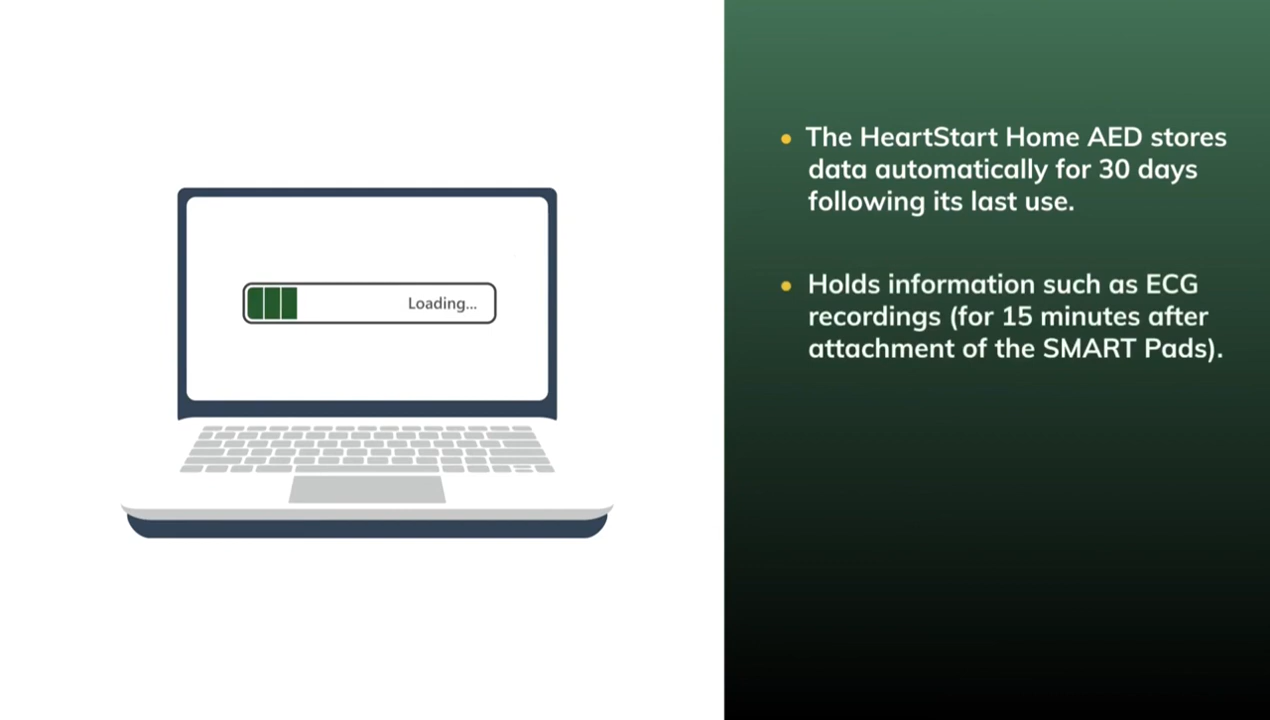 Loading...
The HeartStart Home AED stores
data automatically for 30 days
following its last use.
Holds information such as ECG
recordings (for 15 minutes after
attachment of the SMART Pads).